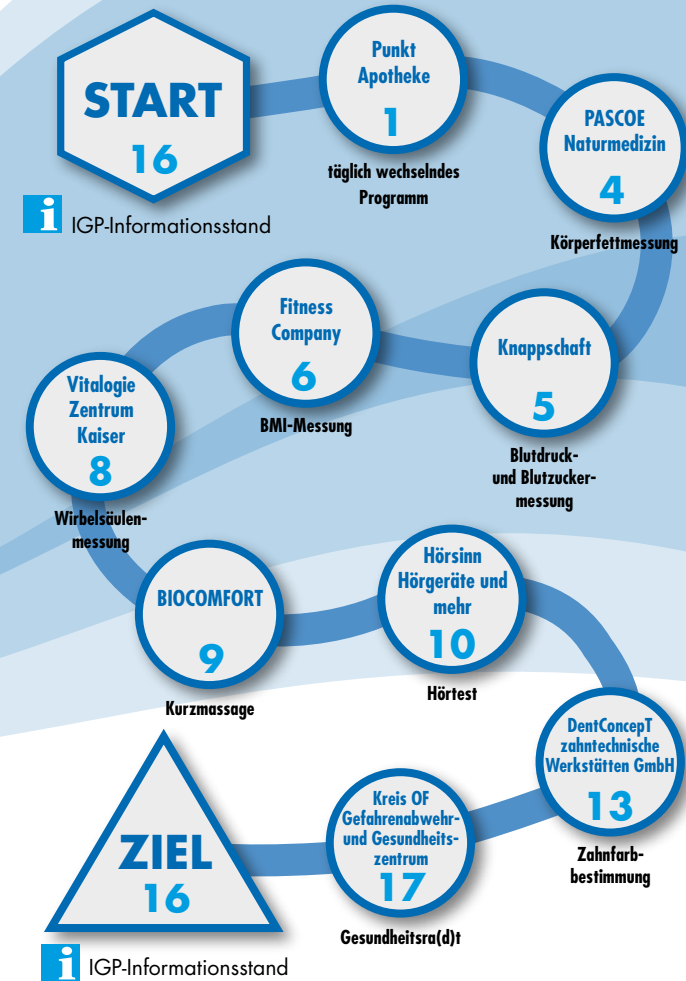 START
16
i IGP-Informationsstand
Punkt
Apotheke
1
täglich wechselndes
Programm
PASCOE
Naturmedizin
4
Körperfettmessung
Knappschaft
5
Blutdruck-
und Blutzucker-
messung
Fitness
Company
6
BMI-Messung
Vitalogie
Zentrum
Kaiser
8
Wirbelsäulen-
messung
BIOCOMFORT
9
Kurzmassage
Hörsinn
Hörgeräte und
mehr
10
Hörtest
DentConcepT
zahntechnische
Werkstätten GmbH
13
Zahnfarb-
bestimmung
Kreis OF
Gefahrenabwehr-
und Gesundheits-
zentrum
17
Gesundheitsra(d)t
ZIEL
16
i IGP-Informationsstand